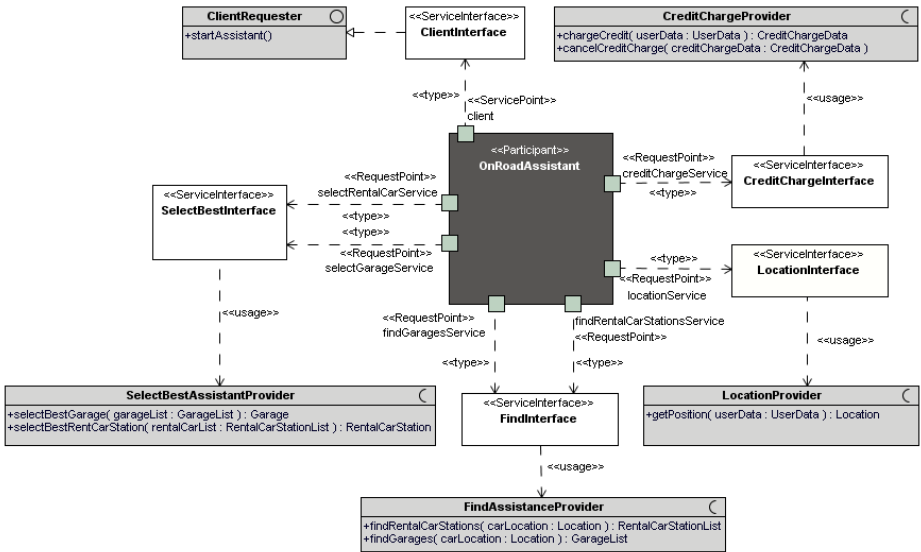 ClientRequester
+startAssistant()
<<ServiceInterface>>
ClientInterface
CreditChargeProvider
+chargeCredit( userData : UserData ) : CreditChargeData
+cancelCreditCharge( creditChargeData : CreditChargeData )
<<type>>
<<ServicePoint>>
client
<<usage>>
<<Participant>>
OnRoadAssistant
<<RequestPoint>>
creditChargeService
<<type>>
<<ServiceInterface>>
CreditChargeInterface
<<RequestPoint>>
selectRentalCarService
<<type>>
<<type>>
<<RequestPoint>>
selectGarageService
<<ServiceInterface>>
SelectBestInterface
<<type>>
<<RequestPoint>>
locationService
<<ServiceInterface>>
LocationInterface
<<usage>>
<<RequestPoint>>
findGaragesService
<<type>>
findRentalCarStationsService
<<RequestPoint>>
<<type>>
<<usage>>
SelectBestAssistantProvider
+selectBestGarage( garageList : GarageList ) : Garage
+selectBestRentCarStation( rentalCarList : RentalCarStationList ) : RentalCarStation
<<ServiceInterface>>
FindInterface
LocationProvider
+getPosition( userData : UserData ) : Location
<<usage>>
FindAssistanceProvider
+findRentalCarStations( carLocation : Location ) : RentalCarStationList
+findGarages( carLocation : Location ) : GarageList